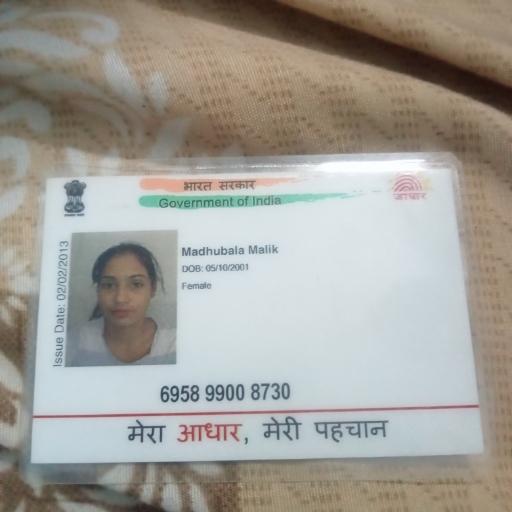 भारत सरकार
Government of India
आधार
Issue Date: 02/02/2013
Madhubala Malik
DOB: 05/10/2001
Female
6958 9900 8730
मेरा आधार, मेरी पहचान